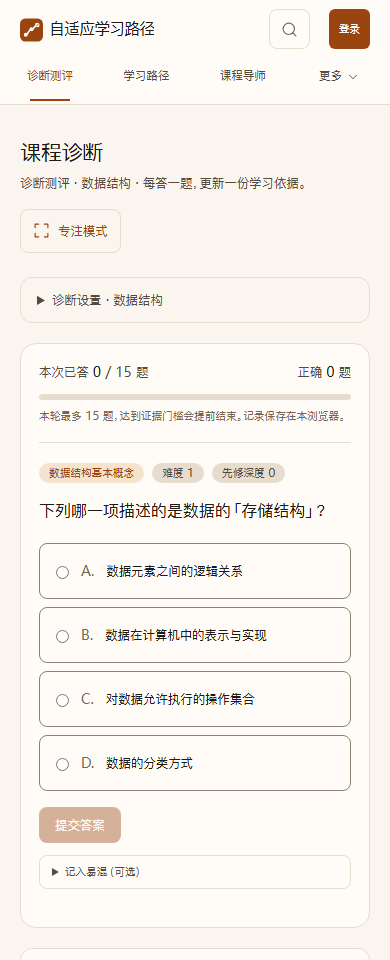 自适应学习路径
登录
诊断测评
学习路径
课程导师
更多
课程诊断
诊断测评 · 数据结构 · 每答一题, 更新一份学习依据。
专注模式
▶ 诊断设置 · 数据结构
本次已答 0 / 15 题
正确 0 题
本轮最多 15 题, 达到证据门槛会提前结束。记录保存在本浏览器。
数据结构基本概念
难度 1
先修深度 0
下列哪一项描述的是数据的「存储结构」?
A. 数据元素之间的逻辑关系
B. 数据在计算机中的表示与实现
C. 对数据允许执行的操作集合
D. 数据的分类方式
提交答案
▶ 记入易混 (可选)